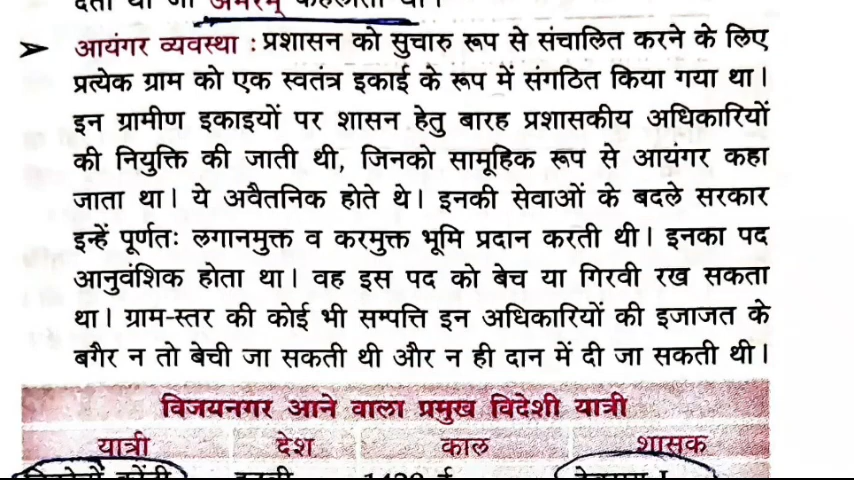 देता था जो अमरम् कहलाता था।
➤ आयंगर व्यवस्था : प्रशासन को सुचारु रूप से संचालित करने के लिए
प्रत्येक ग्राम को एक स्वतंत्र इकाई के रूप में संगठित किया गया था।
इन ग्रामीण इकाइयों पर शासन हेतु बारह प्रशासकीय अधिकारियों
की नियुक्ति की जाती थी, जिनको सामूहिक रूप से आयंगर कहा
जाता था। ये अवैतनिक होते थे। इनकी सेवाओं के बदले सरकार
इन्हें पूर्णतः लगानमुक्त व करमुक्त भूमि प्रदान करती थी। इनका पद
आनुवंशिक होता था। वह इस पद को बेच या गिरवी रख सकता
था। ग्राम-स्तर की कोई भी सम्पत्ति इन अधिकारियों की इजाजत के
बगैर न तो बेची जा सकती थी और न ही दान में दी जा सकती थी।
विजयनगर आने वाला प्रमुख विदेशी यात्री
यात्री देश काल शासक